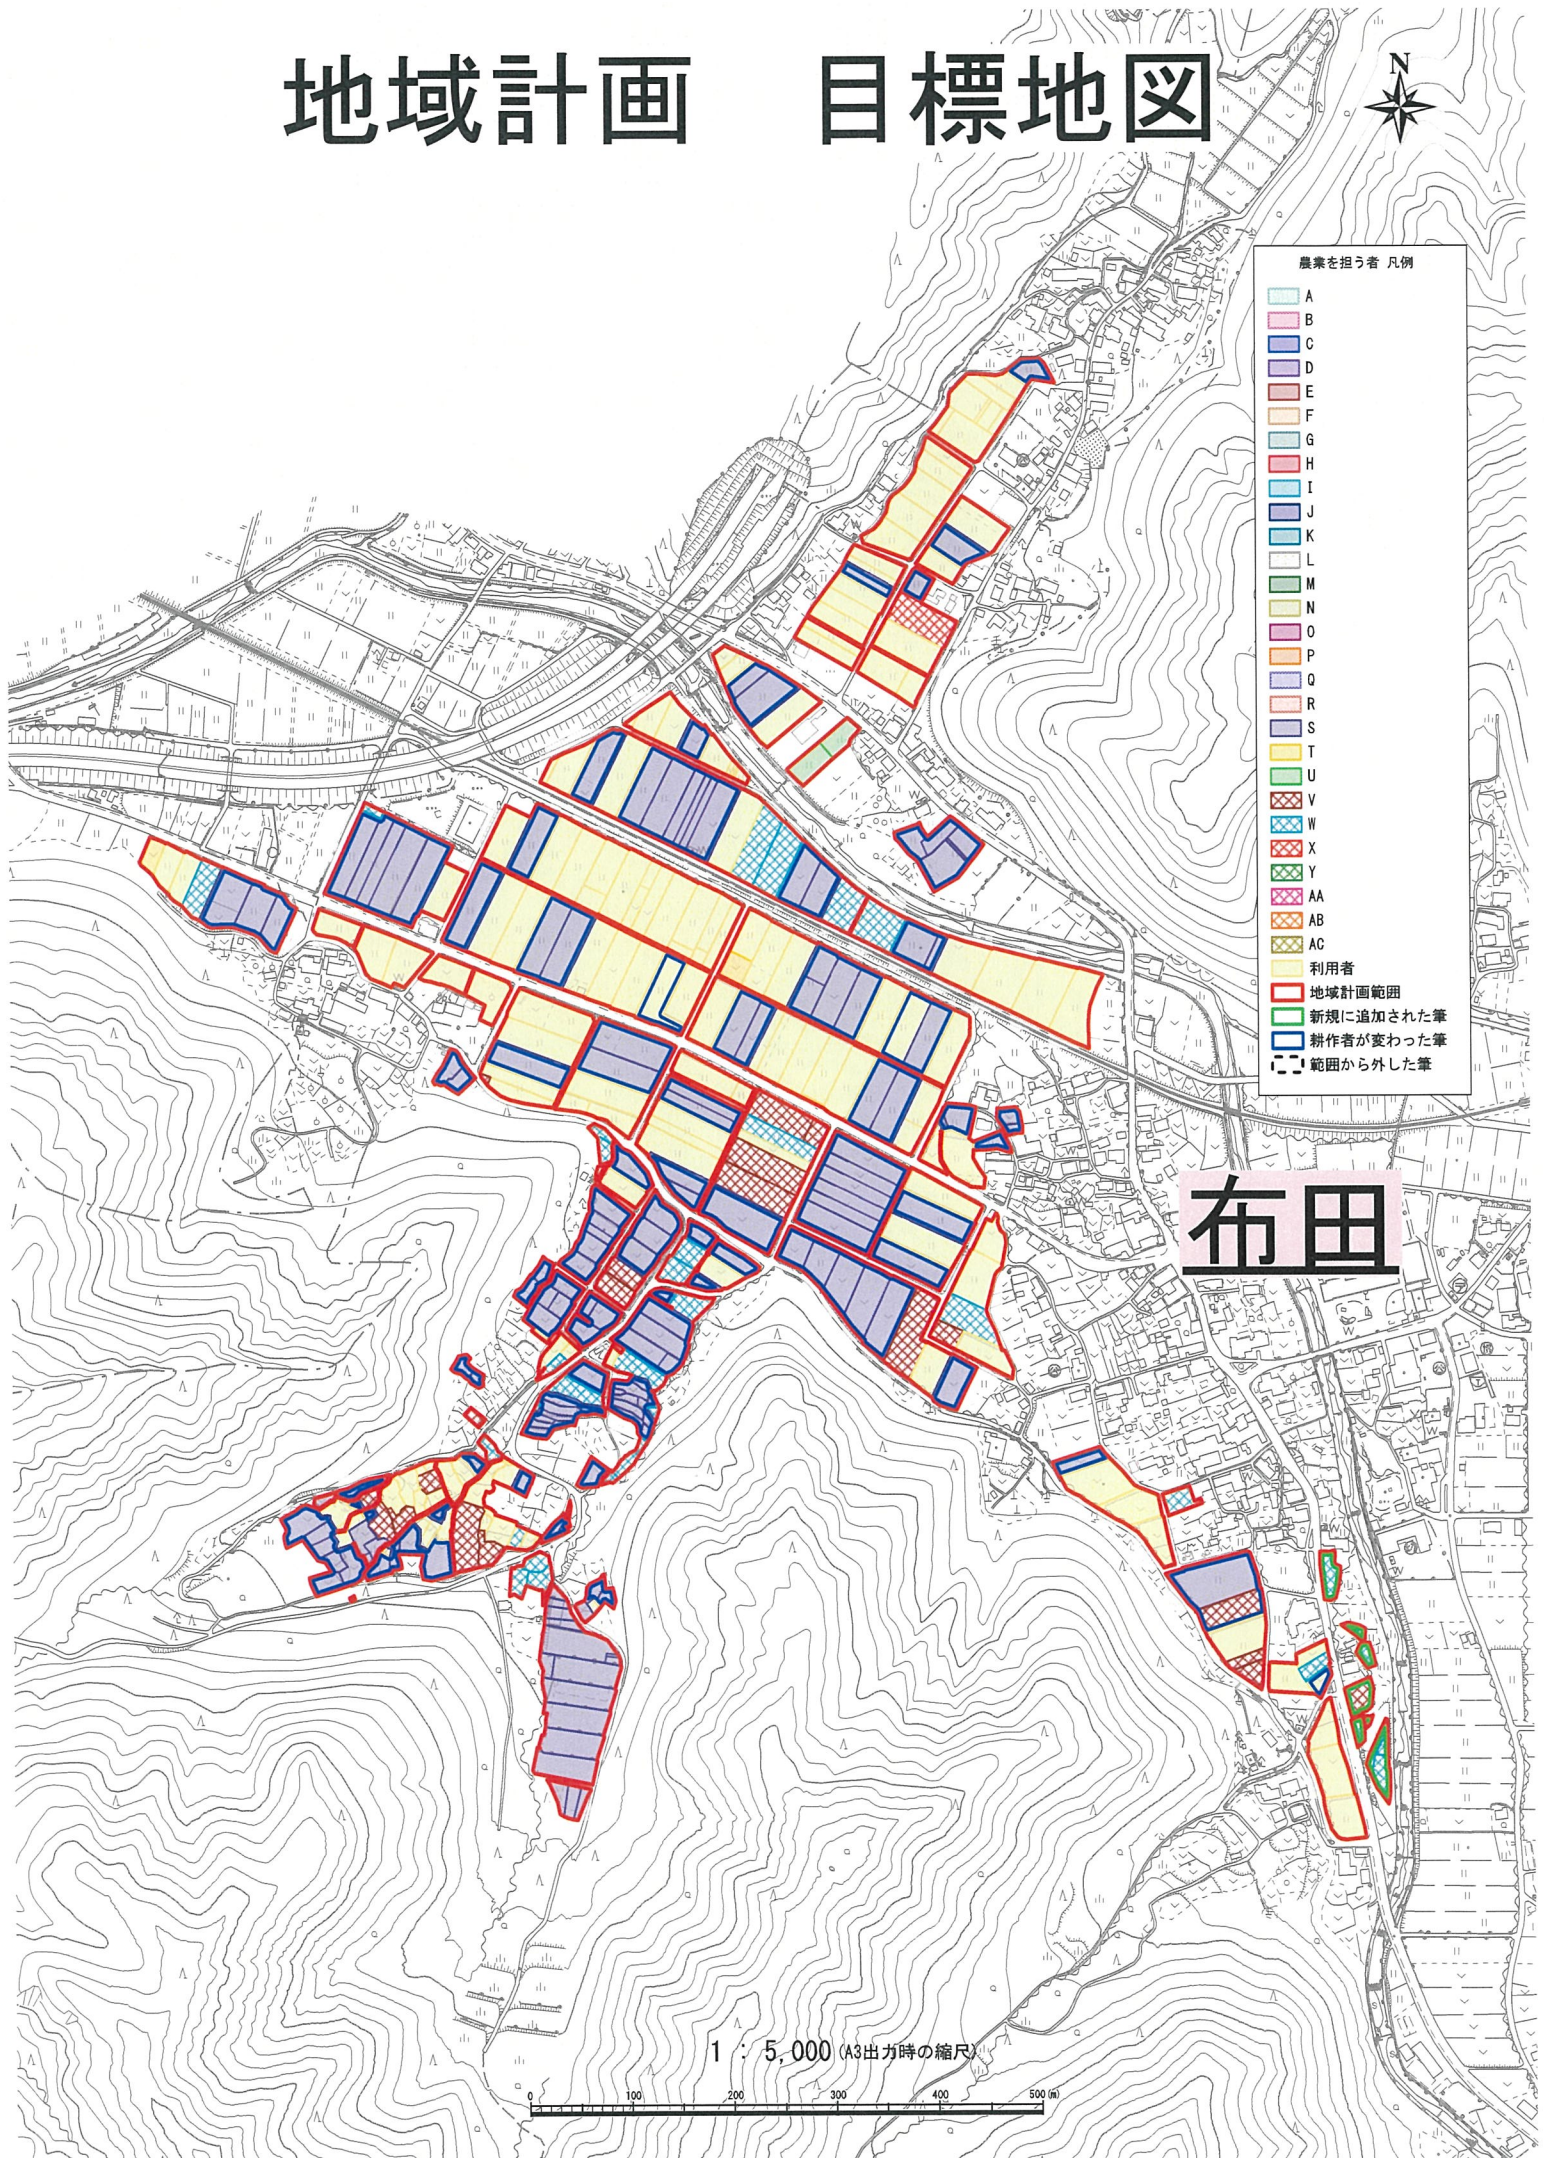 地域計画　目標地図
N
農業を担う者 凡例
A
B
C
D
E
F
G
H
I
J
K
L
M
N
O
P
Q
R
S
T
U
V
W
X
Y
AA
AB
AC
利用者
地域計画範囲
新規に追加された筆
耕作者が変わった筆
範囲から外した筆
布田
1 : 5,000 (A3出力時の縮尺)
0 100 200 300 400 500(m)